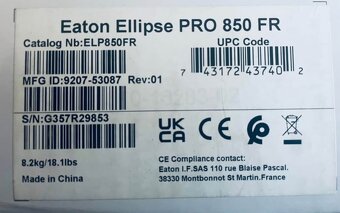 Eaton Ellipse PRO 850 FR
Catalog Nb:ELP850FR
UPC Code
7 43172 43740 2
MFG ID:9207-53087 Rev:01
S/N:G357R29853
UK
CA
CE
8.2kg/18.1lbs
Made in China
CE Compliance contact:
Eaton I.F.SAS 110 rue Blaise Pascal.
38330 Montbonnot St Martin.France